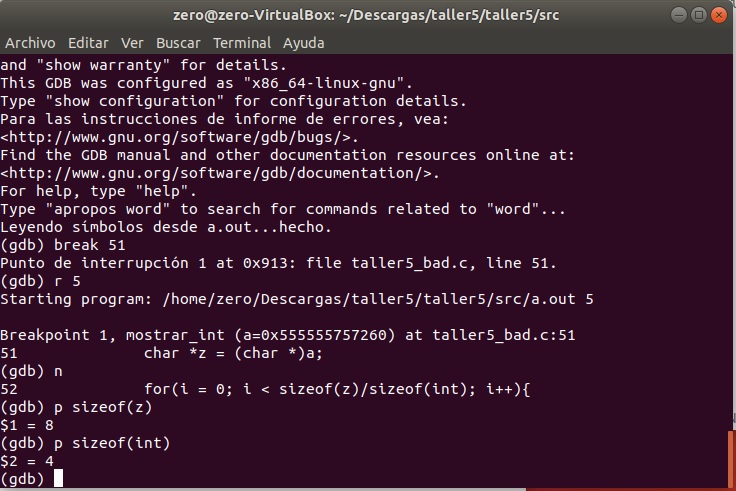 zero@zero-VirtualBox: ~/Descargas/taller5/taller5/src
Archivo Editar Ver Buscar Terminal Ayuda
and "show warranty" for details.
This GDB was configured as "x86_64-linux-gnu".
Type "show configuration" for configuration details.
Para las instrucciones de informe de errores, vea:
<http://www.gnu.org/software/gdb/bugs/>.
Find the GDB manual and other documentation resources online at:
<http://www.gnu.org/software/gdb/documentation/>.
For help, type "help".
Type "apropos word" to search for commands related to "word"...
Leyendo símbolos desde a.out...hecho.
(gdb) break 51
Punto de interrupción 1 at 0x913: file taller5_bad.c, line 51.
(gdb) r 5
Starting program: /home/zero/Descargas/taller5/taller5/src/a.out 5
Breakpoint 1, mostrar_int (a=0x555555757260) at taller5_bad.c:51
51 char *z = (char *)a;
(gdb) n
52 for(i = 0; i < sizeof(z)/sizeof(int); i++){
(gdb) p sizeof(z)
$1 = 8
(gdb) p sizeof(int)
$2 = 4
(gdb)